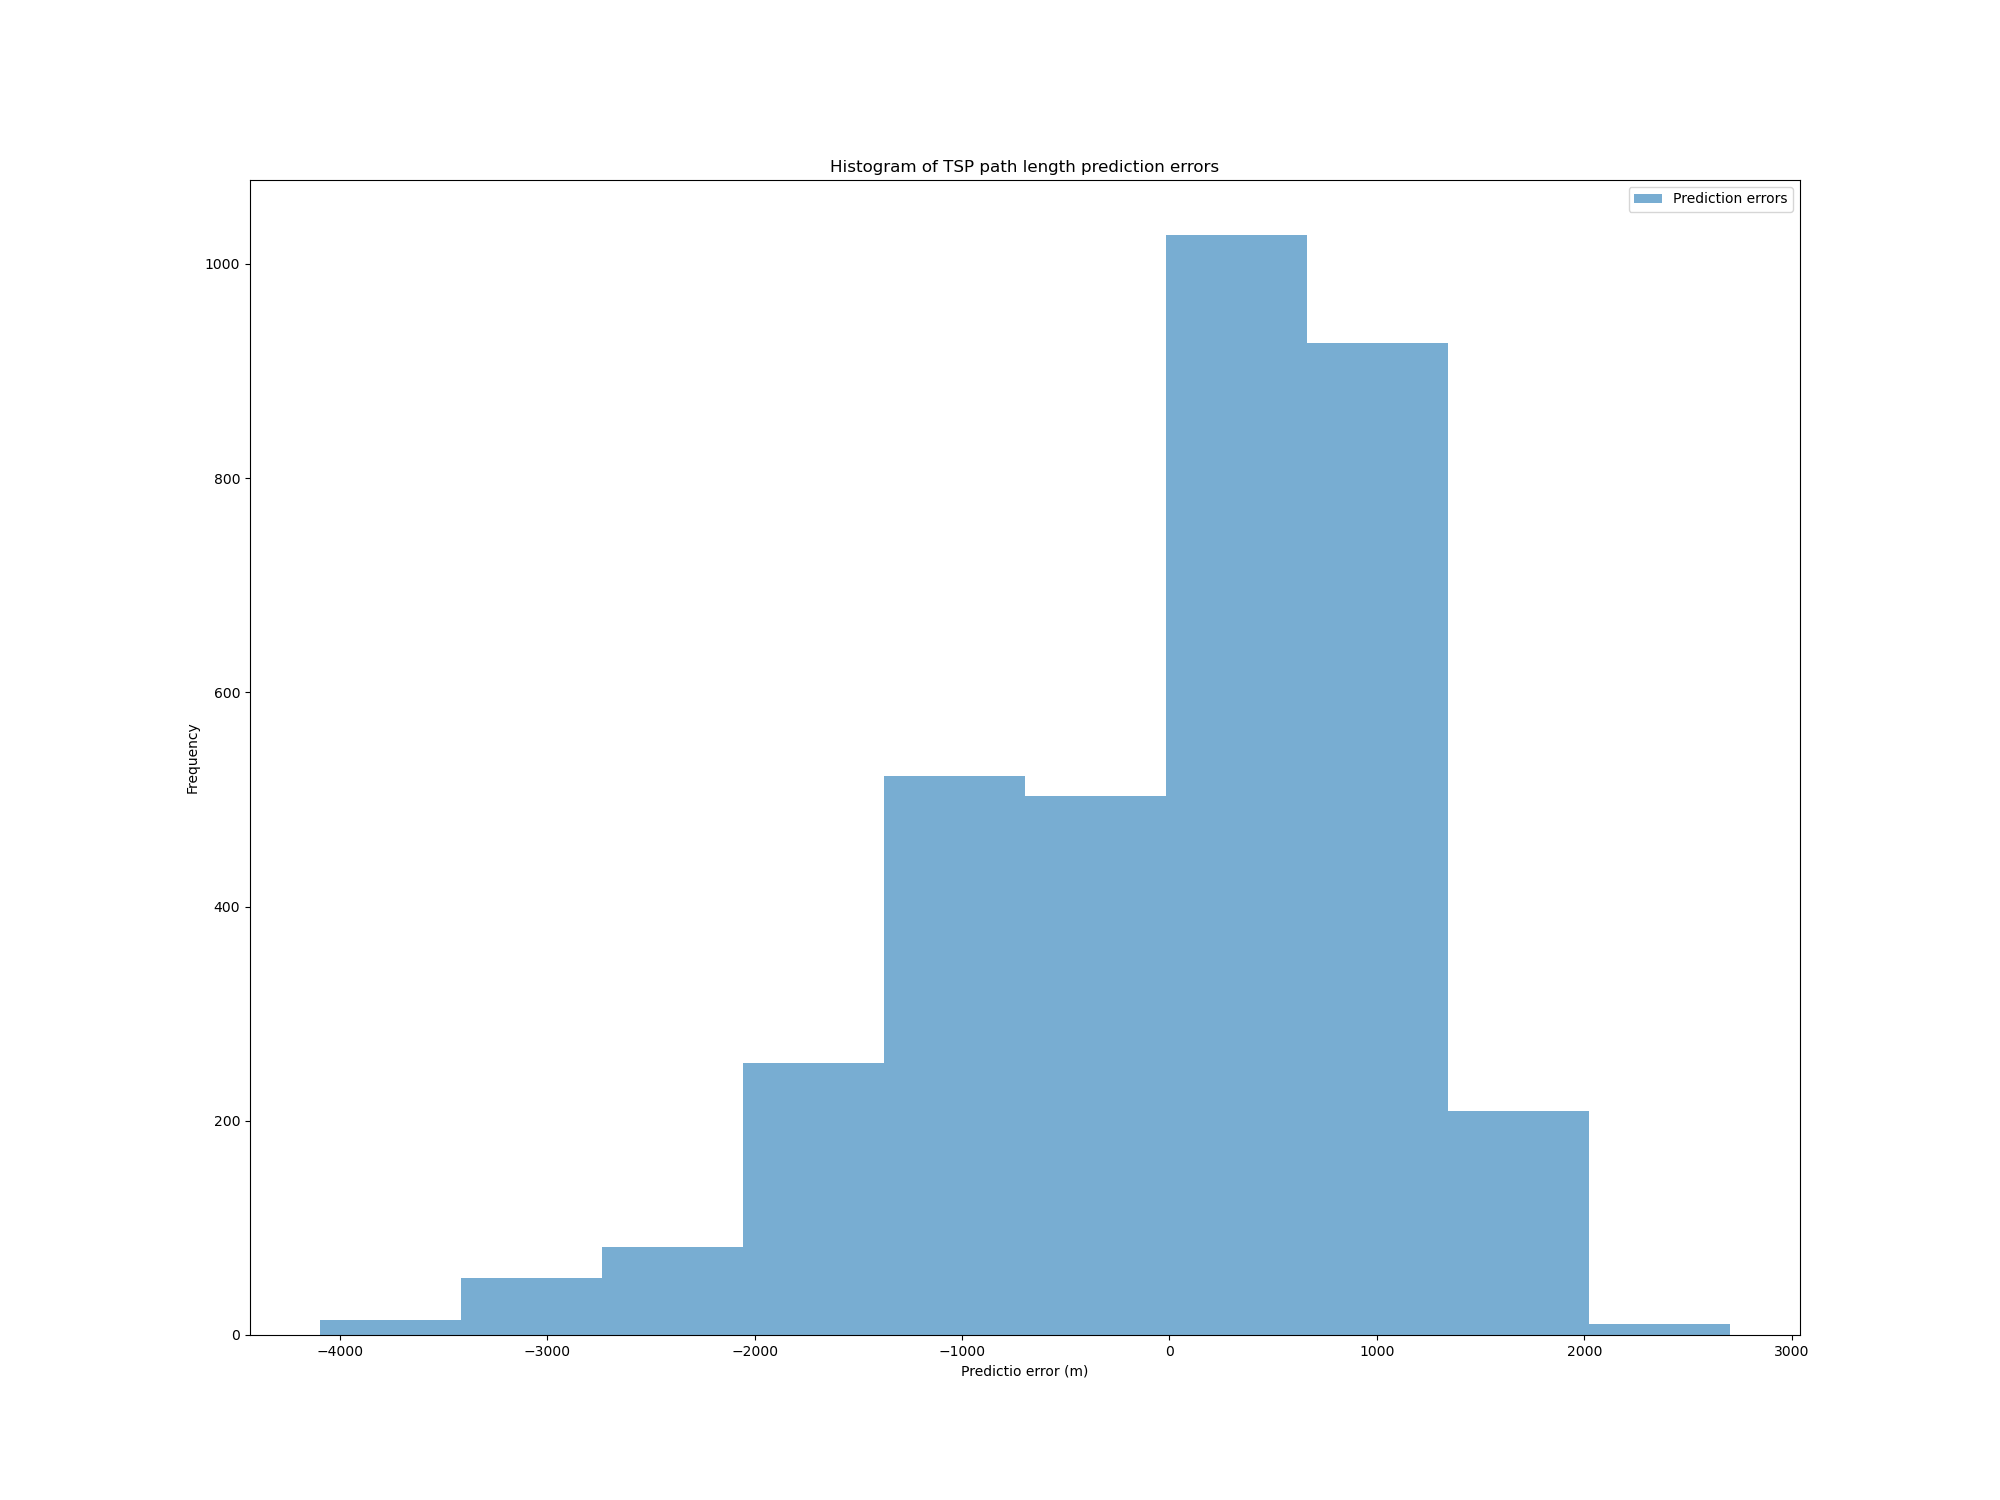 Histogram of TSP path length prediction errors
Prediction errors
1000
800
600
400
200
0
Frequency
−4000 −3000 −2000 −1000 0 1000 2000 3000
Predictio error (m)